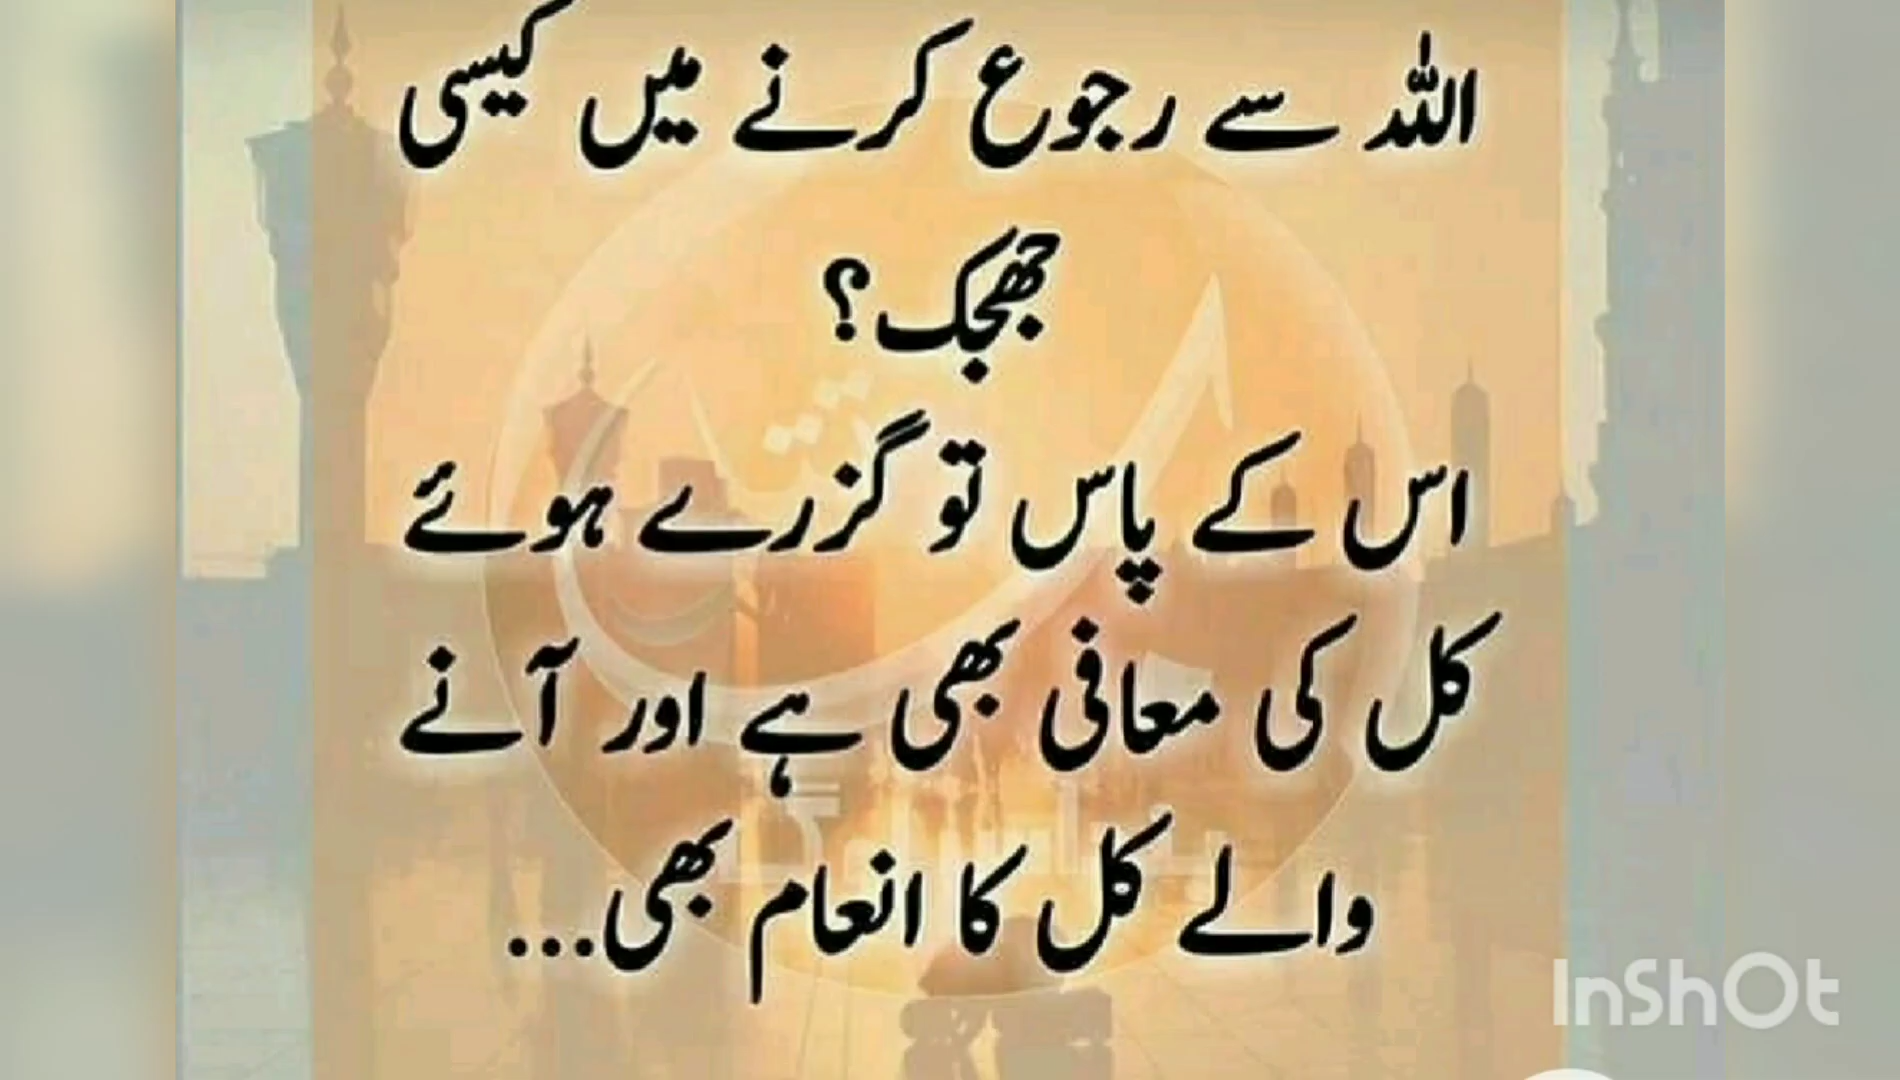 اللہ سے رجوع کرنے میں کیسی
جھجک؟
اس کے پاس تو گزرے ہوئے
کل کی معافی بھی ہے اور آنے
والے کل کا انعام بھی...
InShOt